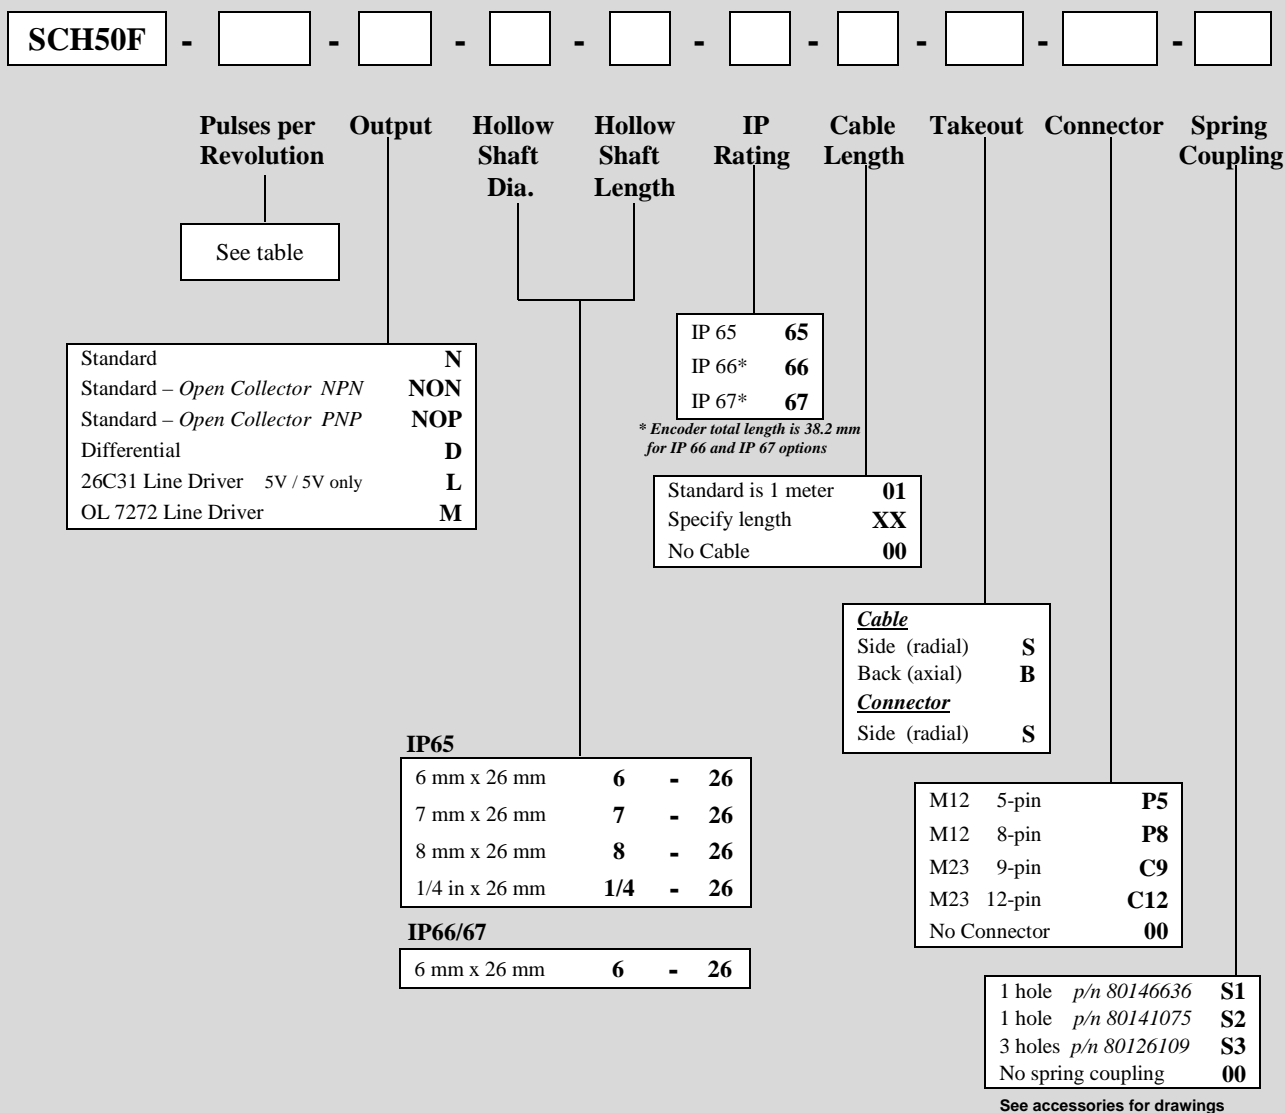 SCH50F - - - - - - - - -
Pulses per Revolution
Output
Hollow Shaft Dia.
Hollow Shaft Length
IP Rating
Cable Length
Takeout
Connector
Spring Coupling
See table
Standard N
Standard – Open Collector NPN NON
Standard – Open Collector PNP NOP
Differential D
26C31 Line Driver 5V / 5V only L
OL 7272 Line Driver M
IP 65 65
IP 66* 66
IP 67* 67
* Encoder total length is 38.2 mm
for IP 66 and IP 67 options
Standard is 1 meter 01
Specify length XX
No Cable 00
Cable
Side (radial) S
Back (axial) B
Connector
Side (radial) S
IP65
6 mm x 26 mm 6 - 26
7 mm x 26 mm 7 - 26
8 mm x 26 mm 8 - 26
1/4 in x 26 mm 1/4 - 26
IP66/67
6 mm x 26 mm 6 - 26
M12 5-pin P5
M12 8-pin P8
M23 9-pin C9
M23 12-pin C12
No Connector 00
1 hole p/n 80146636 S1
1 hole p/n 80141075 S2
3 holes p/n 80126109 S3
No spring coupling 00
See accessories for drawings